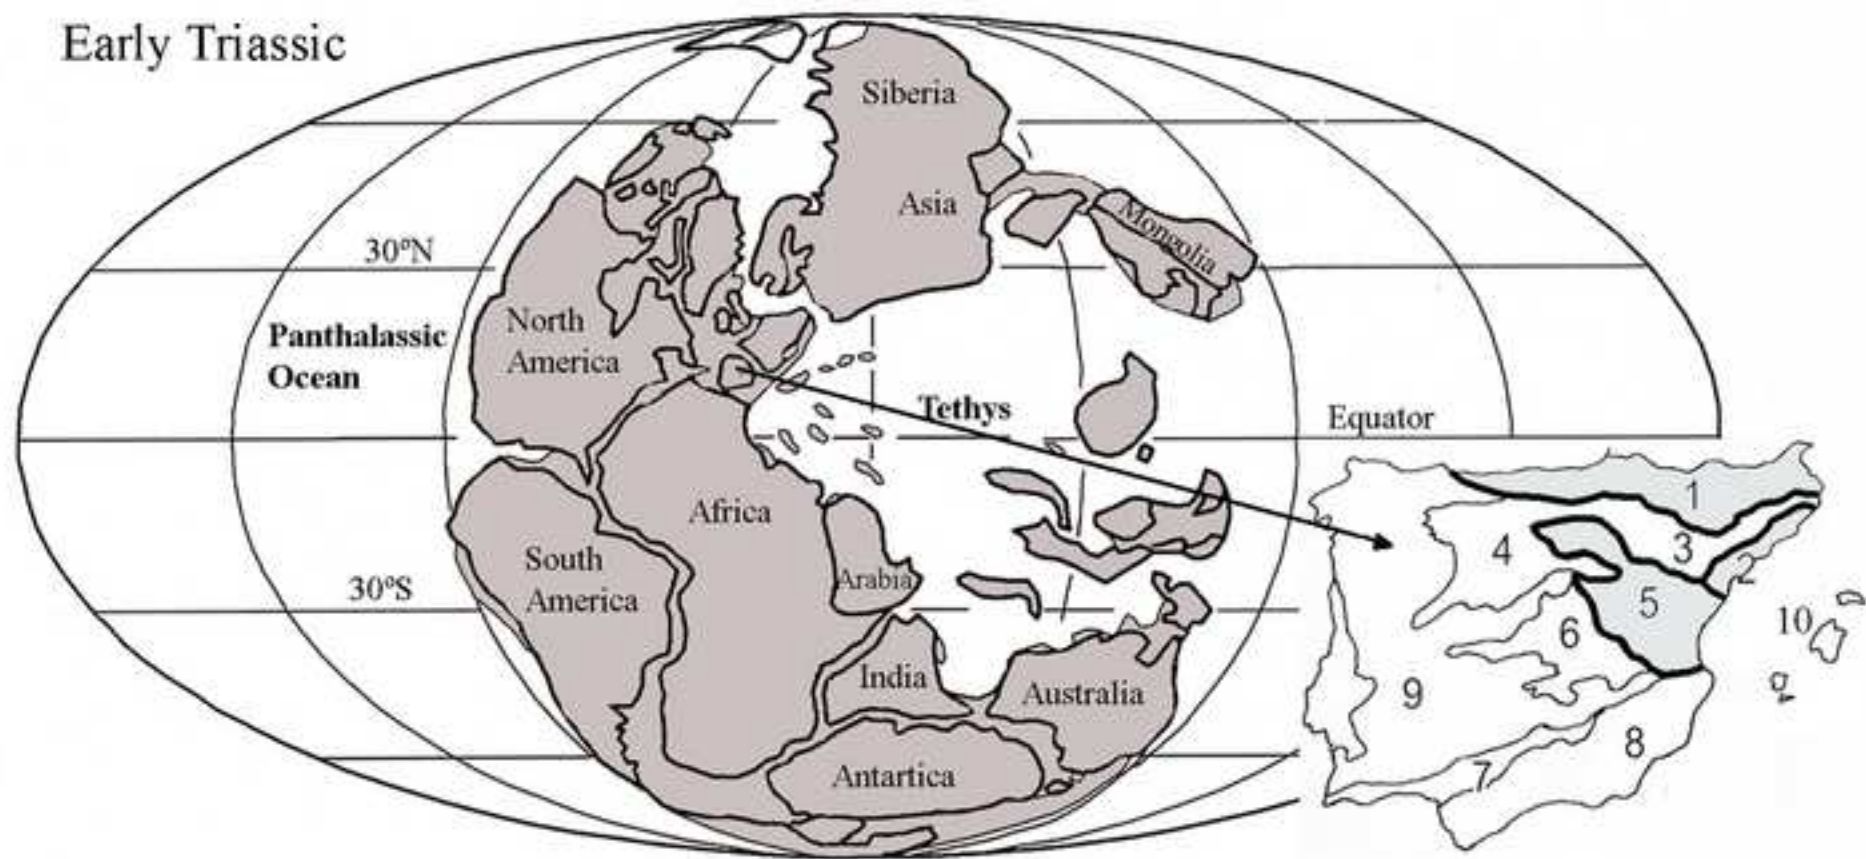 Early Triassic
Siberia
Asia
Mongolia
30ºN
North
America
Panthalassic
Ocean
Tethys
Equator
Africa
South
America
Arabia
30ºS
India
Australia
Antartica
1
2
3
4
5
6
7
8
9
10